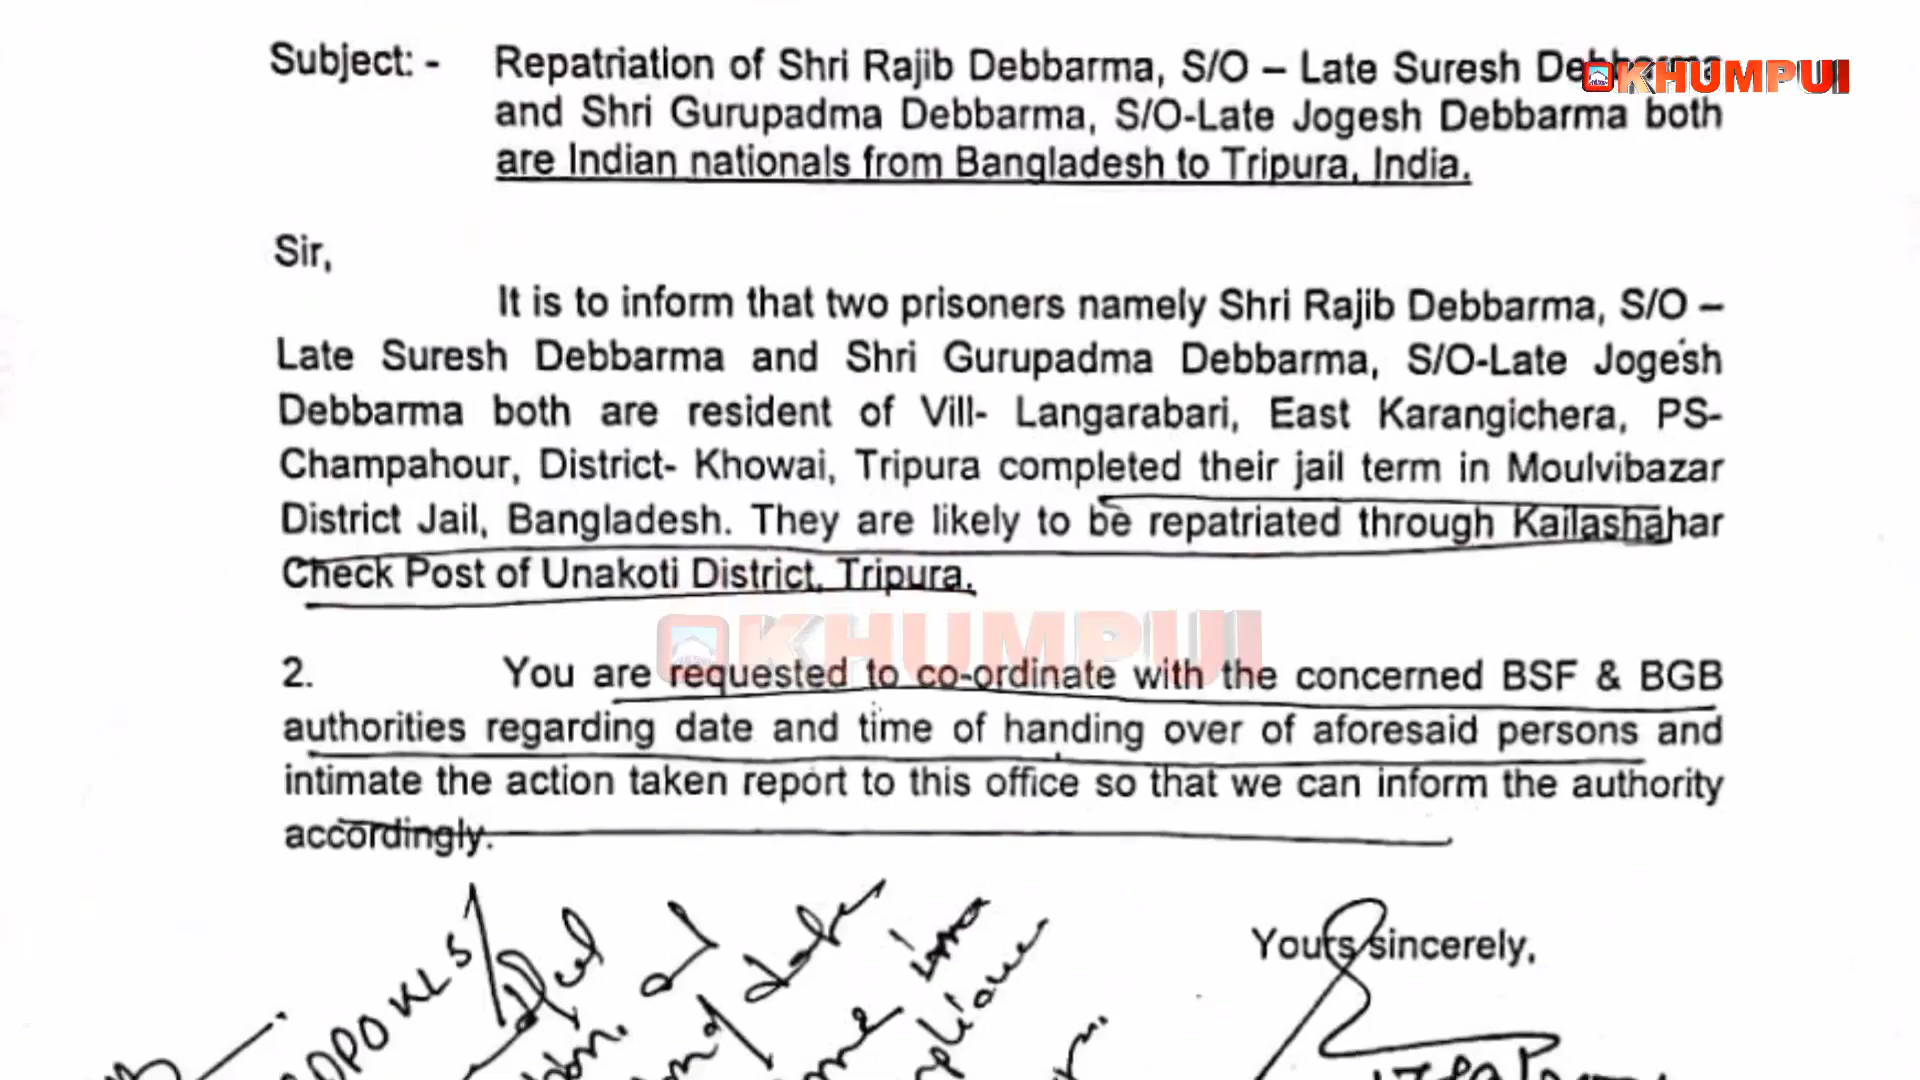 Subject: - Repatriation of Shri Rajib Debbarma, S/O – Late Suresh Debbarma
KHUMPUI
and Shri Gurupadma Debbarma, S/O-Late Jogesh Debbarma both
are Indian nationals from Bangladesh to Tripura, India.
Sir,
It is to inform that two prisoners namely Shri Rajib Debbarma, S/O –
Late Suresh Debbarma and Shri Gurupadma Debbarma, S/O-Late Jogesh
Debbarma both are resident of Vill- Langarabari, East Karangichera, PS-
Champahour, District- Khowai, Tripura completed their jail term in Moulvibazar
District Jail, Bangladesh. They are likely to be repatriated through Kailashahar
Check Post of Unakoti District, Tripura.
KHUMPUI
2. You are requested to co-ordinate with the concerned BSF & BGB
authorities regarding date and time of handing over of aforesaid persons and
intimate the action taken report to this office so that we can inform the authority
accordingly.
Yours sincerely,
SDPO KLS